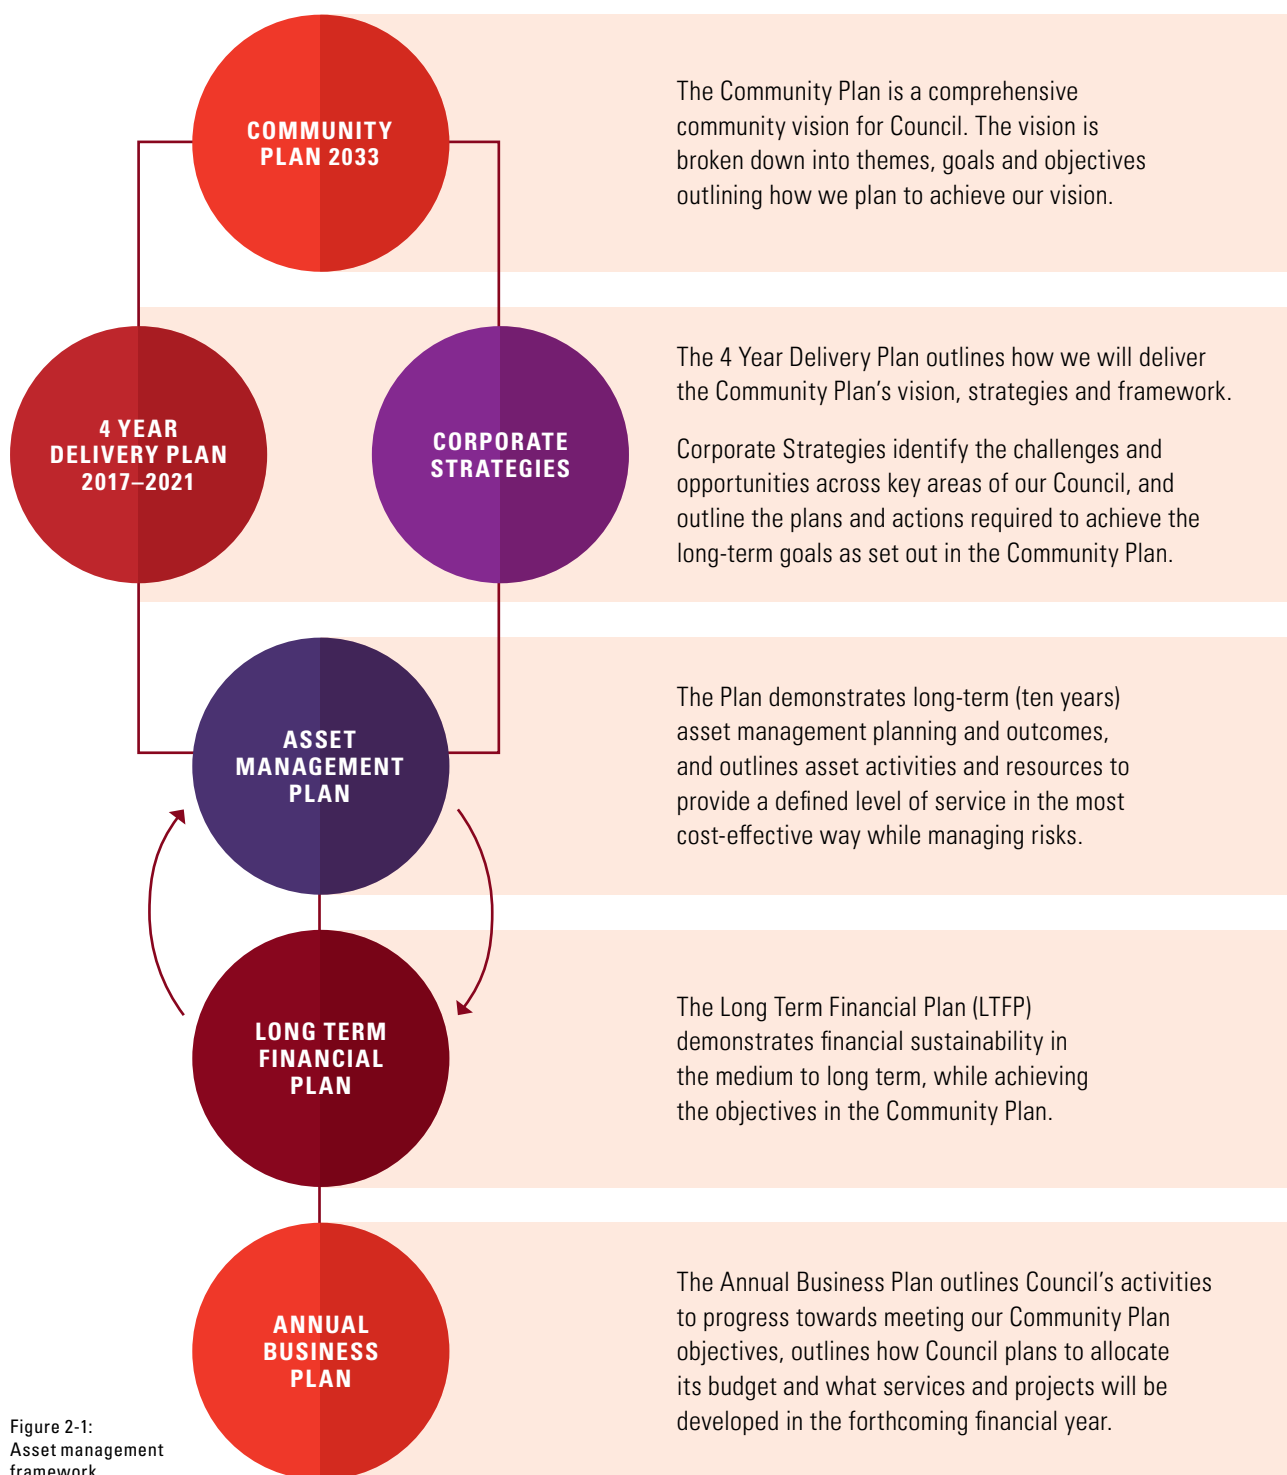 COMMUNITY
PLAN 2033
The Community Plan is a comprehensive
community vision for Council. The vision is
broken down into themes, goals and objectives
outlining how we plan to achieve our vision.
4 YEAR
DELIVERY PLAN
2017–2021
CORPORATE
STRATEGIES
The 4 Year Delivery Plan outlines how we will deliver
the Community Plan’s vision, strategies and framework.
Corporate Strategies identify the challenges and
opportunities across key areas of our Council, and
outline the plans and actions required to achieve the
long-term goals as set out in the Community Plan.
ASSET
MANAGEMENT
PLAN
The Plan demonstrates long-term (ten years)
asset management planning and outcomes,
and outlines asset activities and resources to
provide a defined level of service in the most
cost-effective way while managing risks.
LONG TERM
FINANCIAL
PLAN
The Long Term Financial Plan (LTFP)
demonstrates financial sustainability in
the medium to long term, while achieving
the objectives in the Community Plan.
ANNUAL
BUSINESS
PLAN
The Annual Business Plan outlines Council’s activities
to progress towards meeting our Community Plan
objectives, outlines how Council plans to allocate
its budget and what services and projects will be
developed in the forthcoming financial year.
Figure 2-1:
Asset management
framework